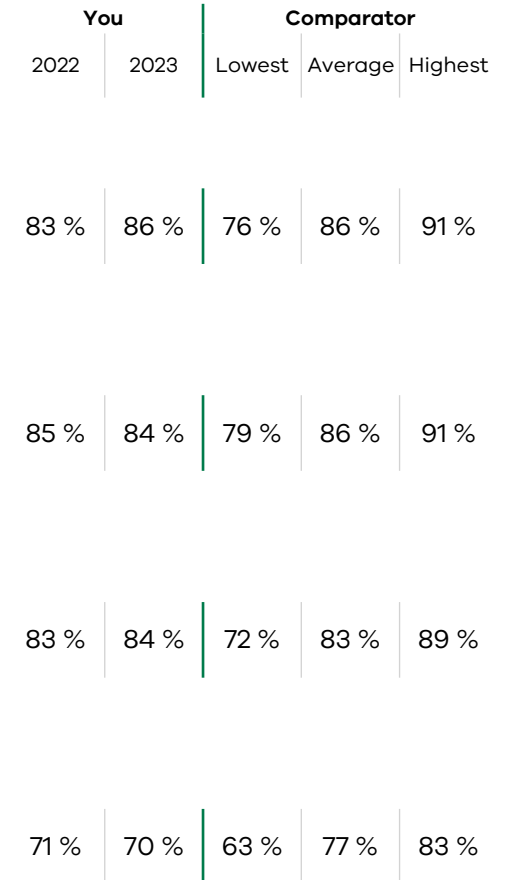 You Comparator
2022 2023 Lowest Average Highest
83 % 86 % 76 % 86 % 91 %
85 % 84 % 79 % 86 % 91 %
83 % 84 % 72 % 83 % 89 %
71 % 70 % 63 % 77 % 83 %